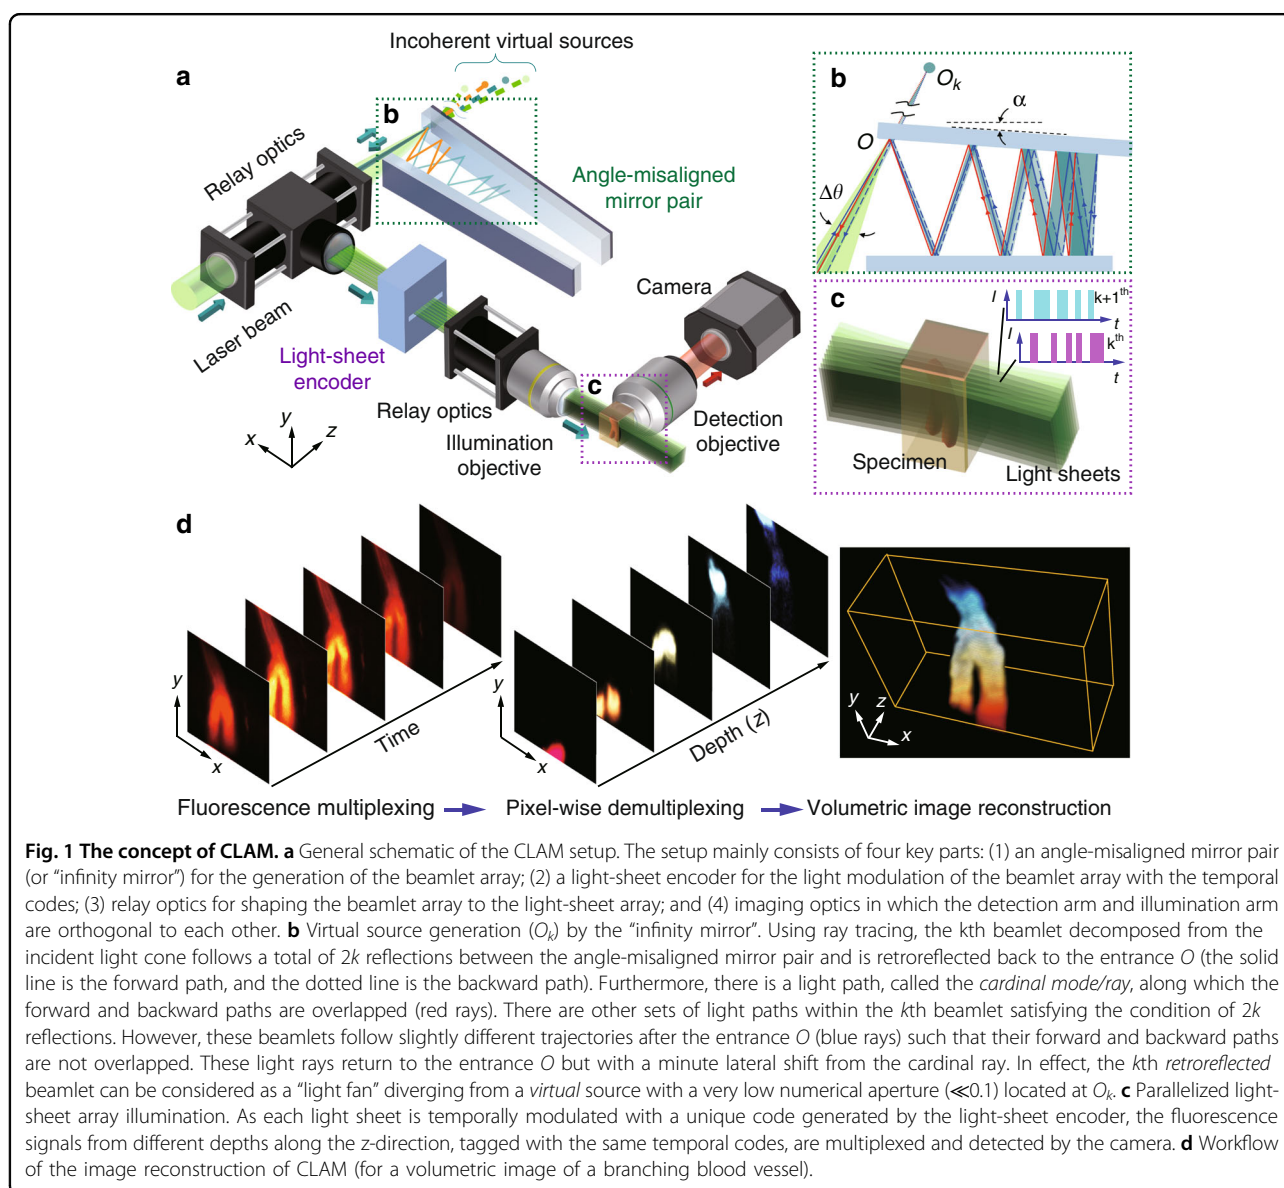 Incoherent virtual sources
a
b
Relay optics
Angle-misaligned
mirror pair
Camera
Laser beam
Light-sheet
encoder
c
Relay optics
Illumination
objective
Detection
objective
y
x
z
b
O_k
α
O
Δθ
c
I
k+1th
t
I
kth
t
Specimen
Light sheets
d
y
x
Time
y
x
Depth (z)
y
z
x
Fluorescence multiplexing
Pixel-wise demultiplexing
Volumetric image reconstruction
Fig. 1 The concept of CLAM. a General schematic of the CLAM setup. The setup mainly consists of four key parts: (1) an angle-misaligned mirror pair
(or “infinity mirror”) for the generation of the beamlet array; (2) a light-sheet encoder for the light modulation of the beamlet array with the temporal
codes; (3) relay optics for shaping the beamlet array to the light-sheet array; and (4) imaging optics in which the detection arm and illumination arm
are orthogonal to each other. b Virtual source generation (O_k) by the “infinity mirror”. Using ray tracing, the kth beamlet decomposed from the
incident light cone follows a total of 2k reflections between the angle-misaligned mirror pair and is retroreflected back to the entrance O (the solid
line is the forward path, and the dotted line is the backward path). Furthermore, there is a light path, called the cardinal mode/ray, along which the
forward and backward paths are overlapped (red rays). There are other sets of light paths within the kth beamlet satisfying the condition of 2k
reflections. However, these beamlets follow slightly different trajectories after the entrance O (blue rays) such that their forward and backward paths
are not overlapped. These light rays return to the entrance O but with a minute lateral shift from the cardinal ray. In effect, the kth retroreflected
beamlet can be considered as a “light fan” diverging from a virtual source with a very low numerical aperture (≪0.1) located at O_k. c Parallelized light-
sheet array illumination. As each light sheet is temporally modulated with a unique code generated by the light-sheet encoder, the fluorescence
signals from different depths along the z-direction, tagged with the same temporal codes, are multiplexed and detected by the camera. d Workflow
of the image reconstruction of CLAM (for a volumetric image of a branching blood vessel).